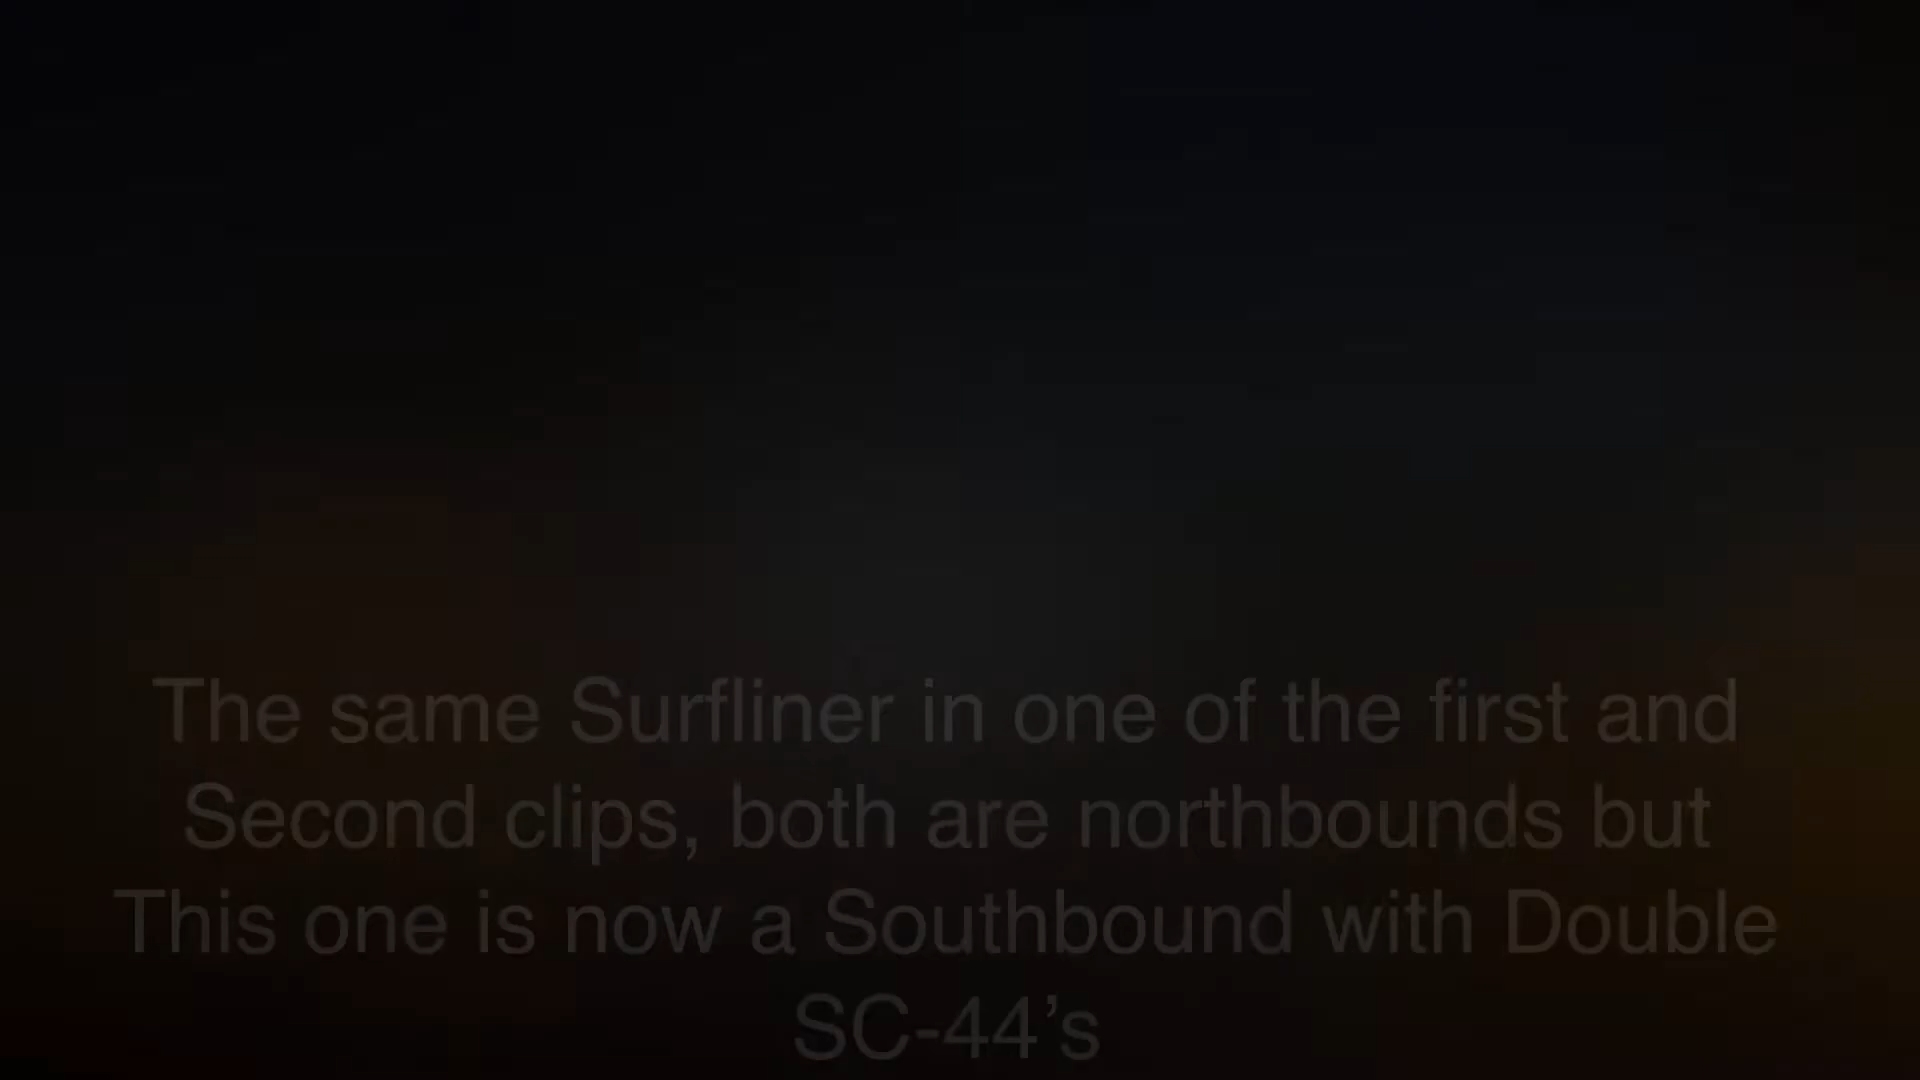 The same Surfliner in one of the first and
Second clips, both are northbounds but
This one is now a Southbound with Double
SC-44’s